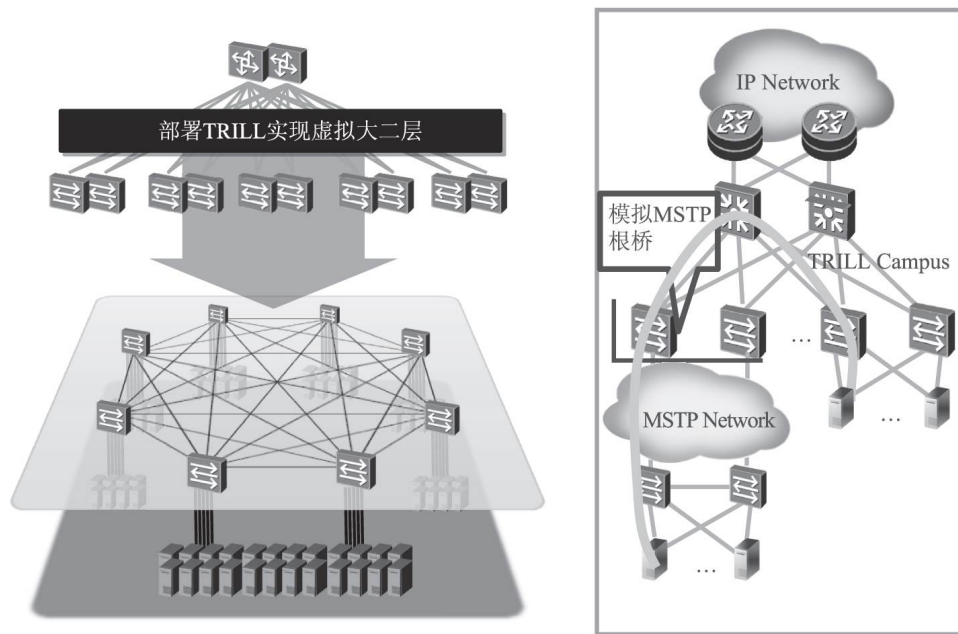 部署TRILL实现虚拟大二层
IP Network
模拟MSTP
根桥
TRILL Campus
...
MSTP Network
...
...